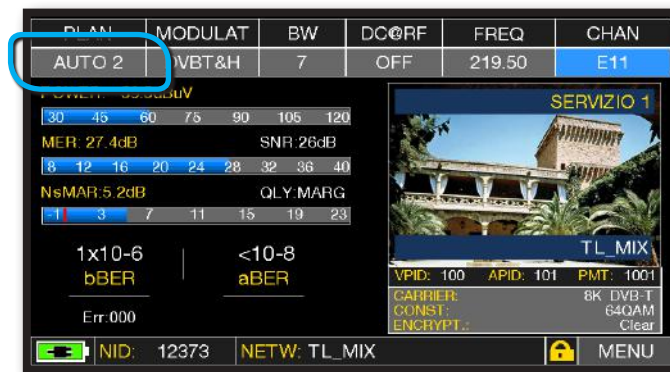 PLAN MODULAT BW DC@RF FREQ CHAN
AUTO 2 DVBT&H 7 OFF 219.50 E11
POWER: dBuV
30 45 60 75 90 105 120
MER: 27.4dB SNR:26dB
8 12 16 20 24 28 32 36 40
NsMAR:5.2dB QLY:MARG
-1 3 7 11 15 19 23
1x10-6 <10-8
bBER aBER
Err:000
SERVIZIO 1
TL_MIX
VPID: 100 APID: 101 PMT: 1001
CARRIER: 8K DVB-T
CONST: 64QAM
ENCRYPT.: Clear
NID: 12373 NETW: TL_MIX MENU